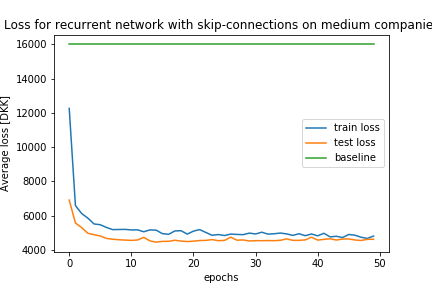 Loss for recurrent network with skip-connections on medium companie
Average loss [DKK]
16000
14000
12000
10000
8000
6000
4000
train loss
test loss
baseline
0 10 20 30 40 50
epochs